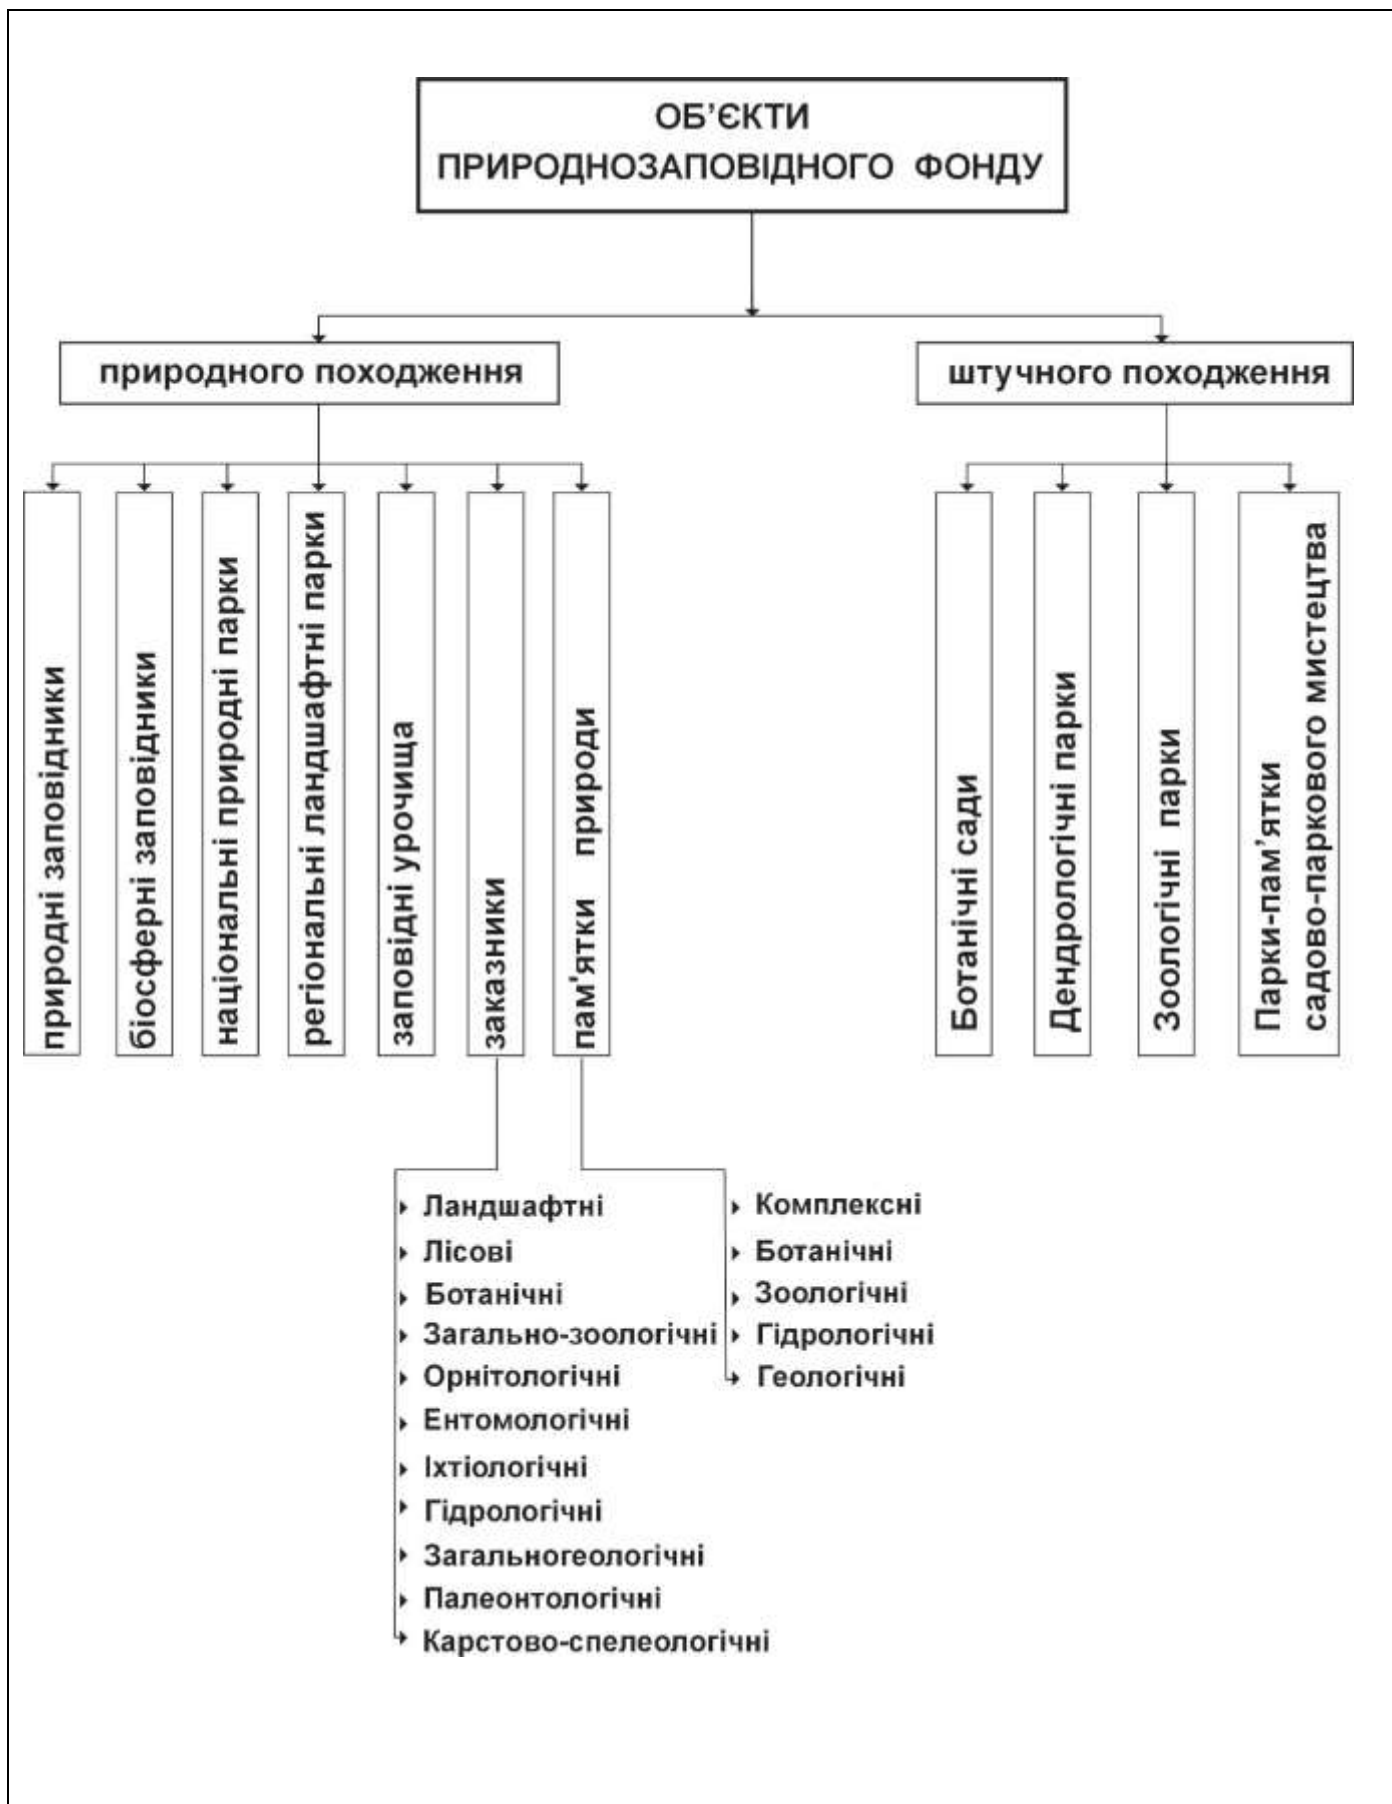 ОБ’ЄКТИ
ПРИРОДНОЗАПОВІДНОГО ФОНДУ
природного походження
штучного походження
природні заповідники
біосферні заповідники
національні природні парки
регіональні ландшафтні парки
заповідні урочища
заказники
пам'ятки природи
Ботанічні сади
Дендрологічні парки
Зоологічні парки
Парки-пам’ятки
садово-паркового мистецтва
Ландшафтні
Лісові
Ботанічні
Загально-зоологічні
Орнітологічні
Ентомологічні
Іхтіологічні
Гідрологічні
Загальногеологічні
Палеонтологічні
Карстово-спелеологічні
Комплексні
Ботанічні
Зоологічні
Гідрологічні
Геологічні